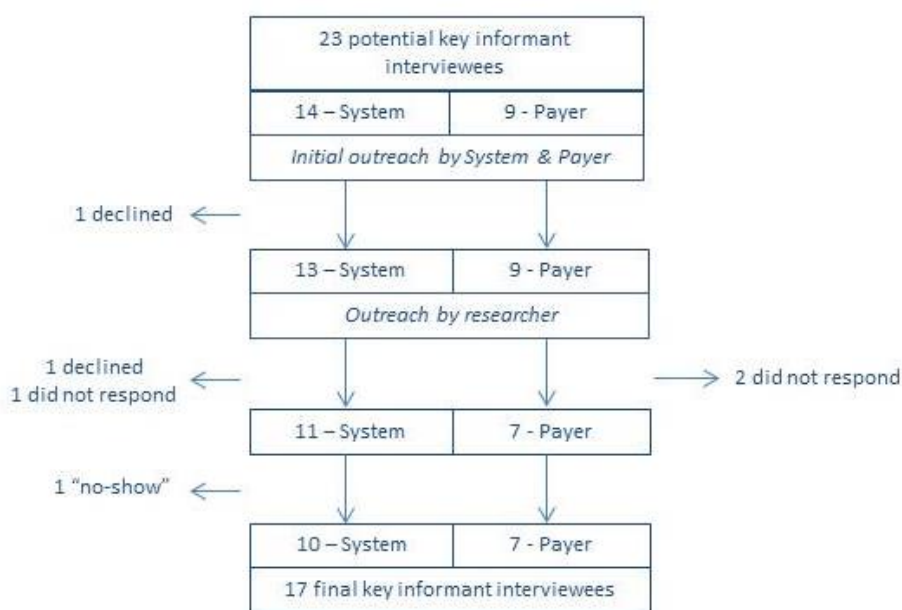 23 potential key informant
interviewees
14 – System
9 - Payer
Initial outreach by System & Payer
1 declined
13 – System
9 - Payer
Outreach by researcher
1 declined
1 did not respond
2 did not respond
11 – System
7 - Payer
1 “no-show”
10 – System
7 - Payer
17 final key informant interviewees